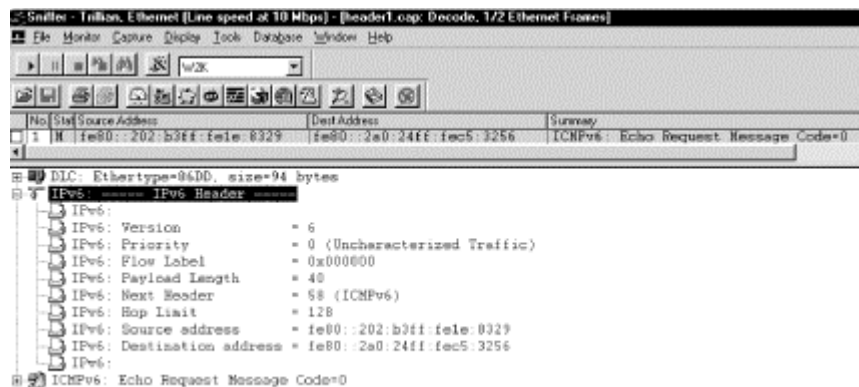 Sniffer - Trillian, Ethernet (Line speed at 10 Mbps) - [header1.cap: Decode, 1/2 Ethernet Frames]
File Monitor Capture Display Tools Database Window Help
W2K
No. Stat Source Address Dest Address Summary
1 M fe80::202:b3ff:fe1e:8329 fe80::2a0:24ff:fec5:3256 ICMPv6: Echo Request Message Code=0
DLC: Ethertype=86DD, size=94 bytes
IPv6: ----- IPv6 Header -----
IPv6:
IPv6: Version = 6
IPv6: Priority = 0 (Uncharacterized Traffic)
IPv6: Flow Label = 0x000000
IPv6: Payload Length = 40
IPv6: Next Header = 58 (ICMPv6)
IPv6: Hop Limit = 128
IPv6: Source address = fe80::202:b3ff:fe1e:8329
IPv6: Destination address = fe80::2a0:24ff:fec5:3256
IPv6:
ICMPv6: Echo Request Message Code=0